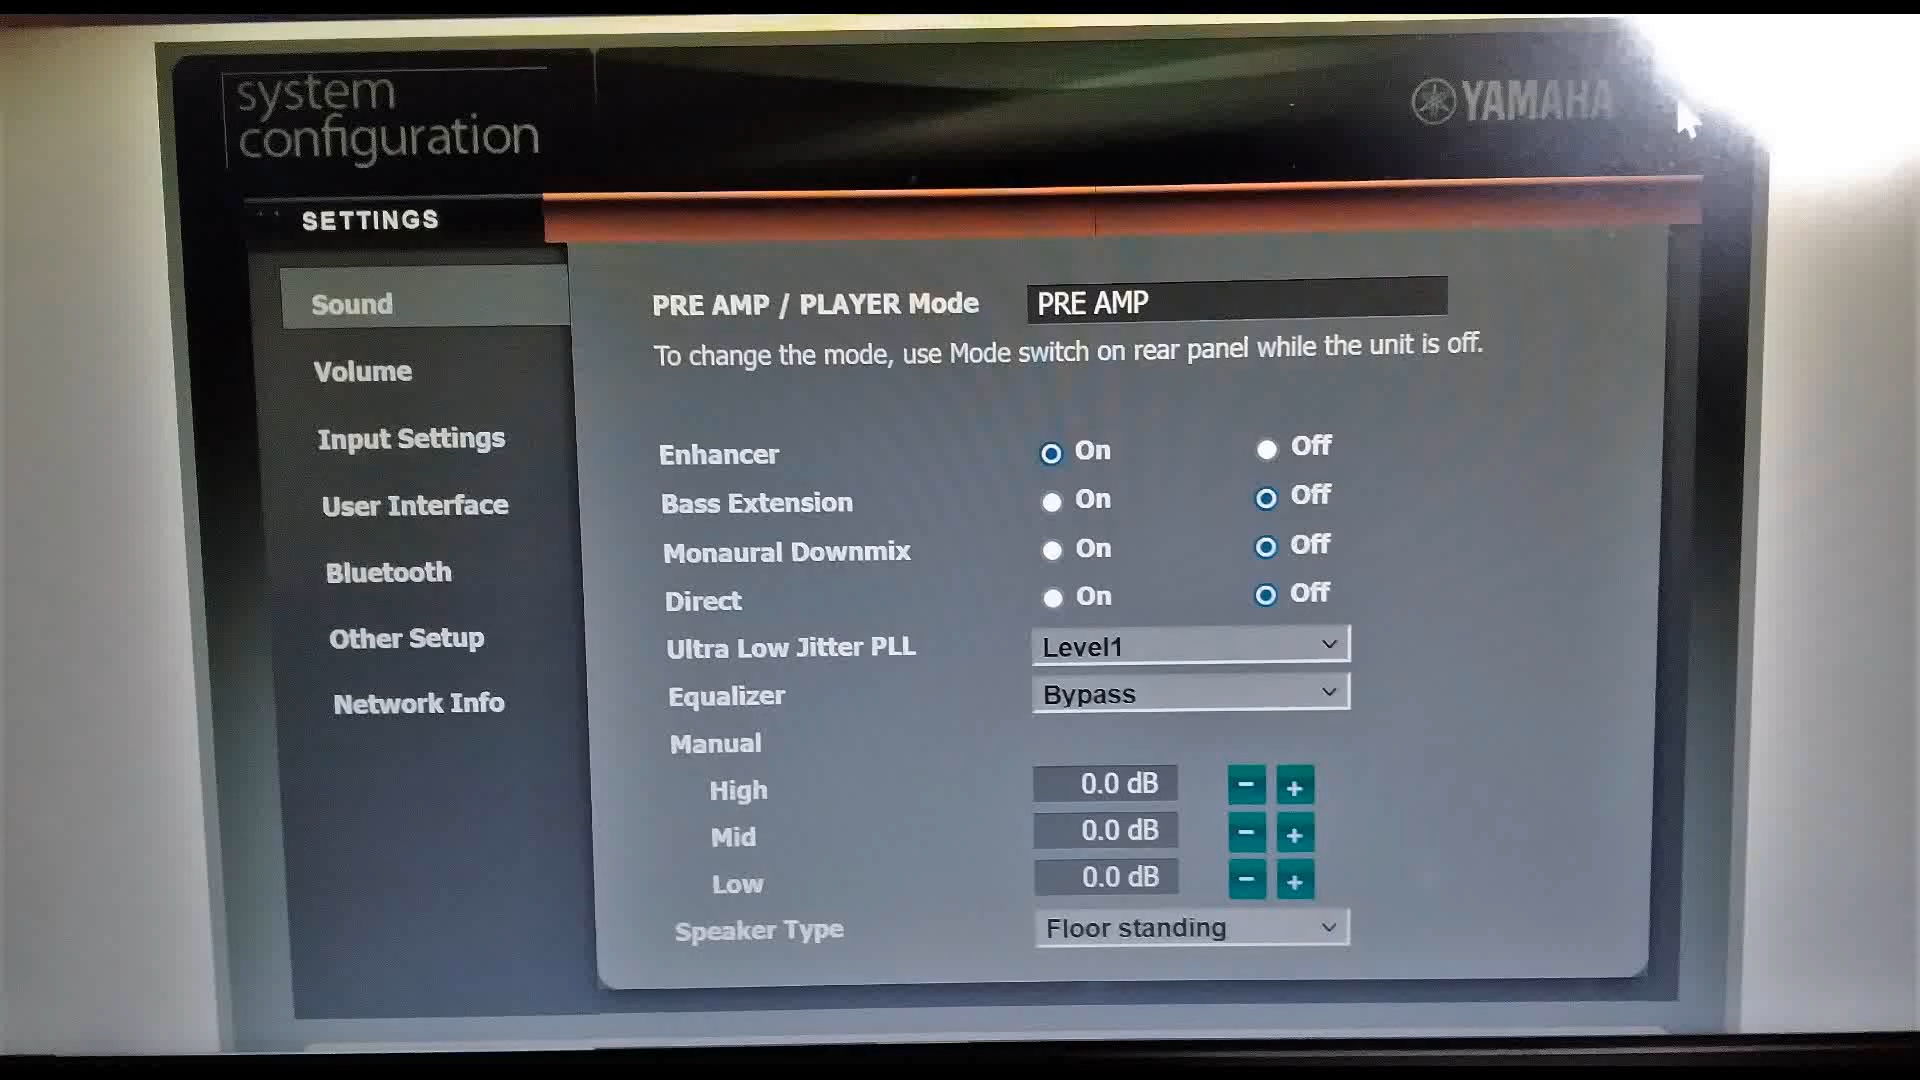 system
configuration
YAMAHA
SETTINGS
Sound
Volume
Input Settings
User Interface
Bluetooth
Other Setup
Network Info
PRE AMP / PLAYER Mode PRE AMP
To change the mode, use Mode switch on rear panel while the unit is off.
Enhancer On Off
Bass Extension On Off
Monaural Downmix On Off
Direct On Off
Ultra Low Jitter PLL Level1
Equalizer Bypass
Manual
High 0.0 dB - +
Mid 0.0 dB - +
Low 0.0 dB - +
Speaker Type Floor standing